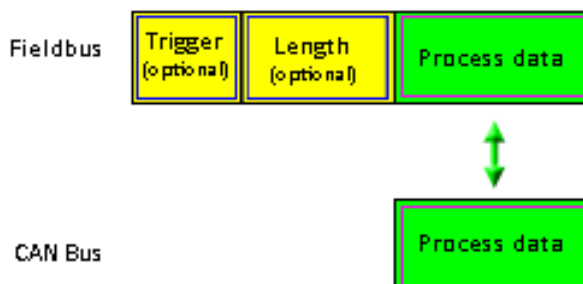 Fieldbus
Trigger
(optional)
Length
(optional)
Process data
CAN Bus
Process data